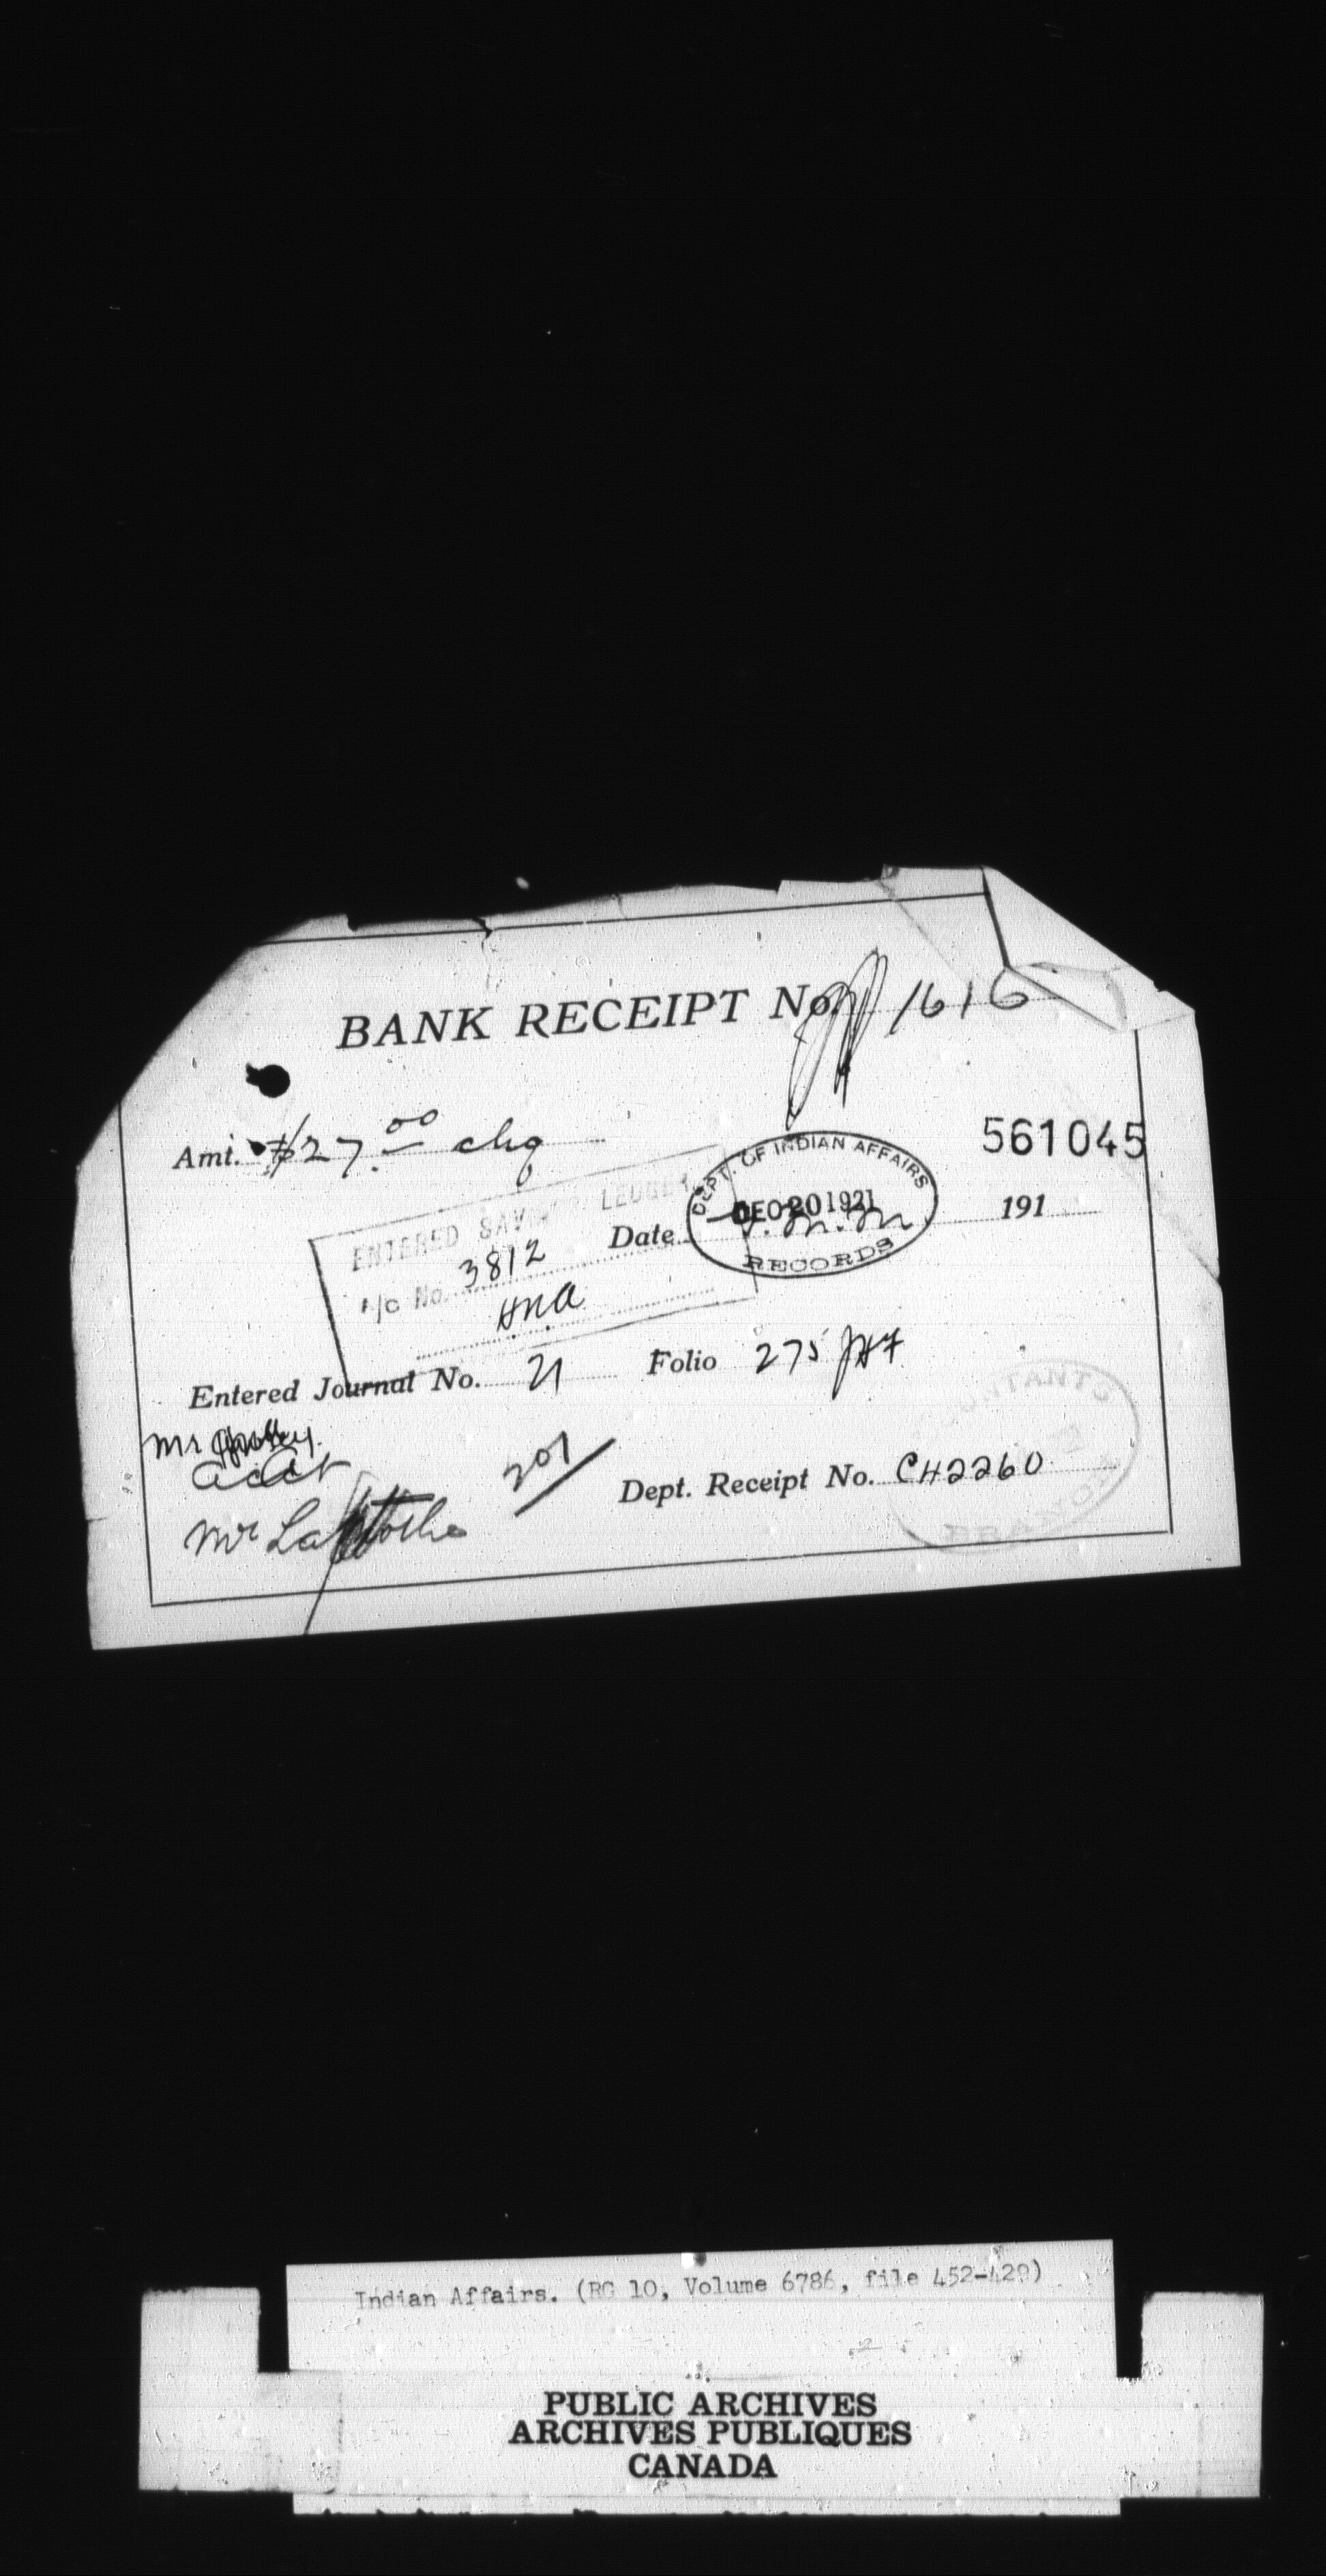 BANK RECEIPT No. 1616
Amt. $27.00 chq
561045
DEPT. OF INDIAN AFFAIRS
DEC 20 1921
RECORDS
Date 191
ENTERED SAVINGS LEDGER
A/c No. 3812
H.N.A
Entered Journal No. 21 Folio 275
Mr
201
Dept. Receipt No. CH2260
Mr
Indian Affairs. (RG 10, Volume 6786, file 452-429)
PUBLIC ARCHIVES
ARCHIVES PUBLIQUES
CANADA